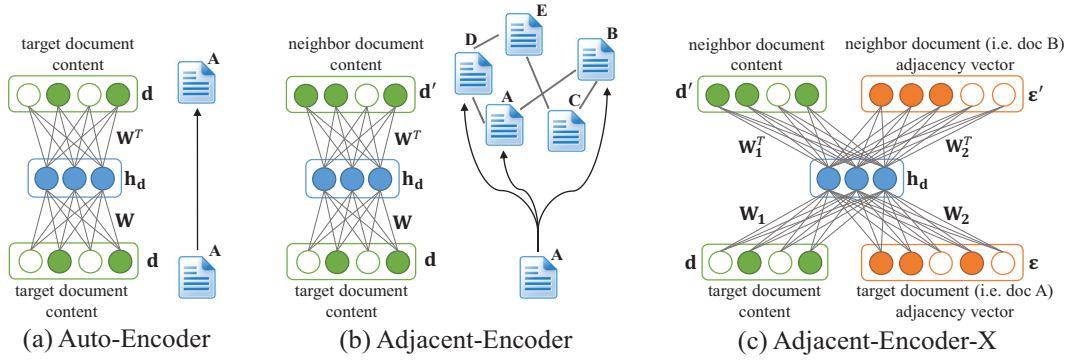 target document
content
d
W^T
h_d
W
d
target document
content
A
A
(a) Auto-Encoder
neighbor document
content
d′
W^T
h_d
W
d
target document
content
D
E
B
A
C
A
(b) Adjacent-Encoder
neighbor document
content
neighbor document (i.e. doc B)
adjacency vector
d′
ε′
W_1^T
W_2^T
h_d
W_1
W_2
d
ε
target document
content
target document (i.e. doc A)
adjacency vector
(c) Adjacent-Encoder-X